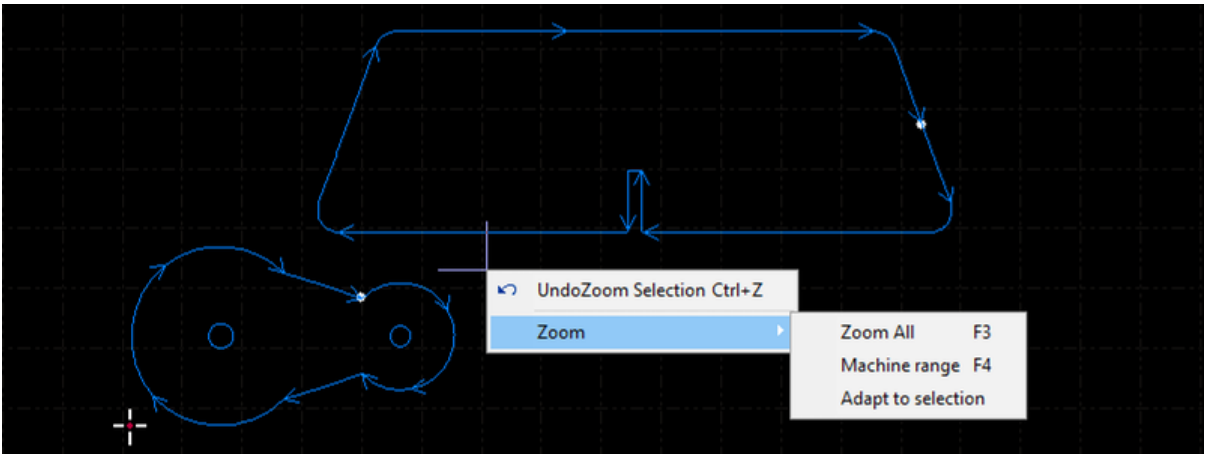 UndoZoom Selection Ctrl+Z
Zoom
Zoom All F3
Machine range F4
Adapt to selection